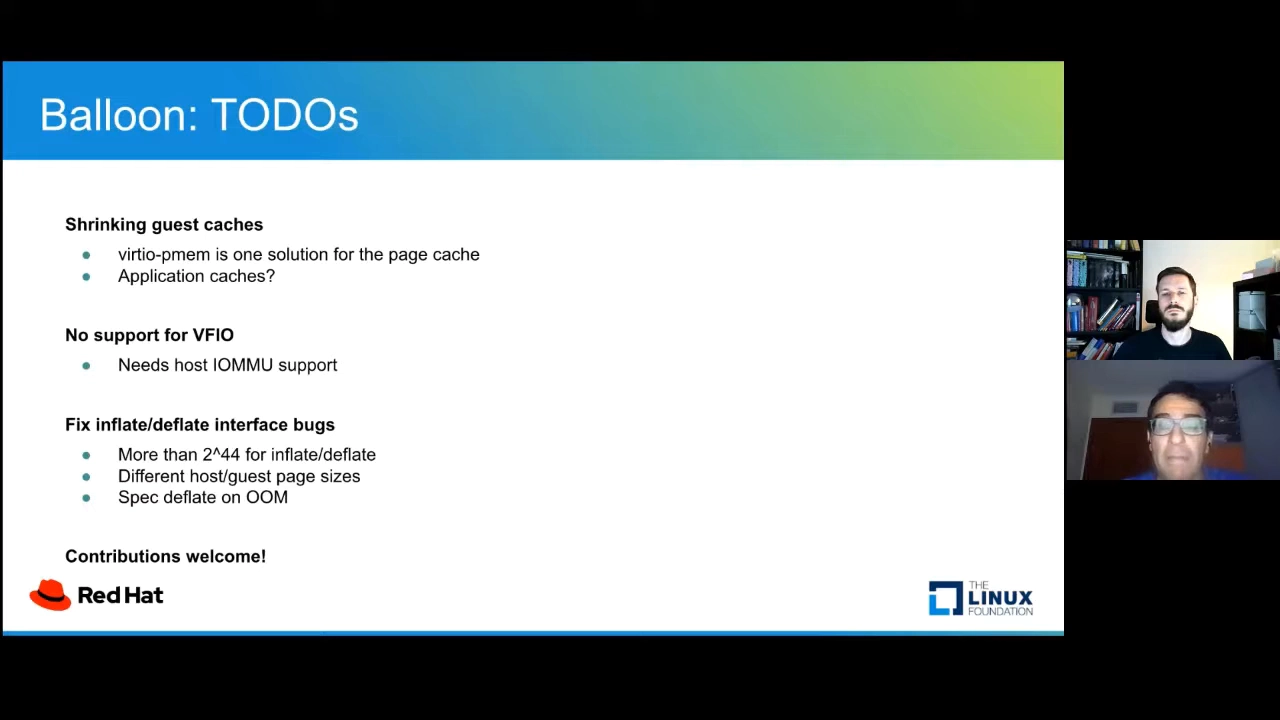 Balloon: TODOs
Shrinking guest caches
● virtio-pmem is one solution for the page cache
● Application caches?
No support for VFIO
● Needs host IOMMU support
Fix inflate/deflate interface bugs
● More than 2^44 for inflate/deflate
● Different host/guest page sizes
● Spec deflate on OOM
Contributions welcome!
Red Hat
THE
LINUX
FOUNDATION